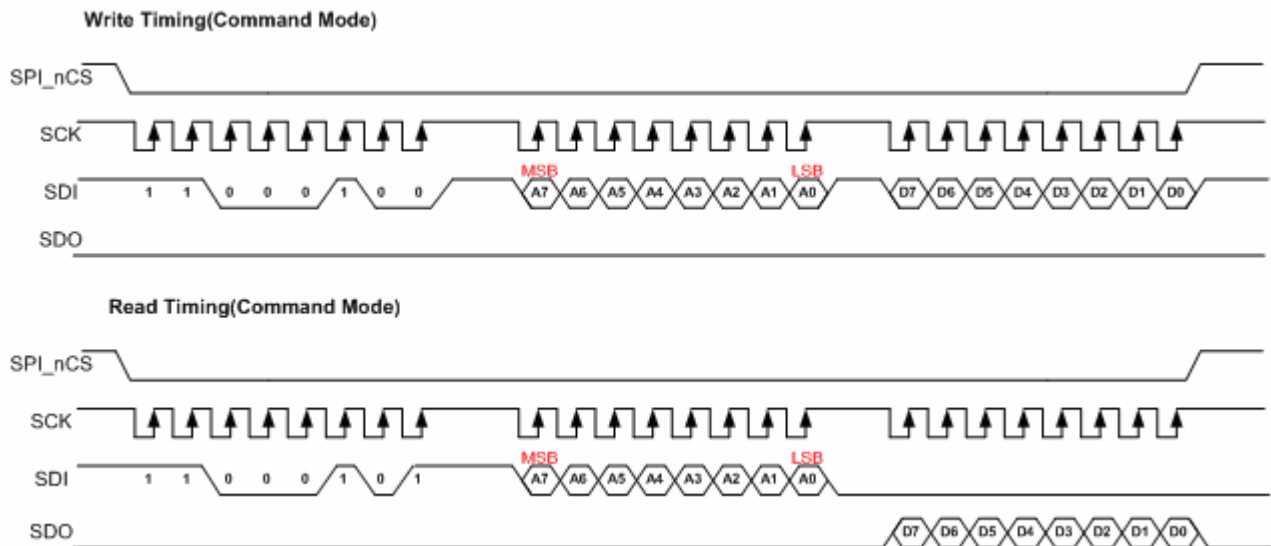 Write Timing(Command Mode)
SPI_nCS
SCK
MSB LSB
SDI 1 1 0 0 0 1 0 0 A7 A6 A5 A4 A3 A2 A1 A0 D7 D6 D5 D4 D3 D2 D1 D0
SDO
Read Timing(Command Mode)
SPI_nCS
SCK
MSB LSB
SDI 1 1 0 0 0 1 0 1 A7 A6 A5 A4 A3 A2 A1 A0
SDO D7 D6 D5 D4 D3 D2 D1 D0